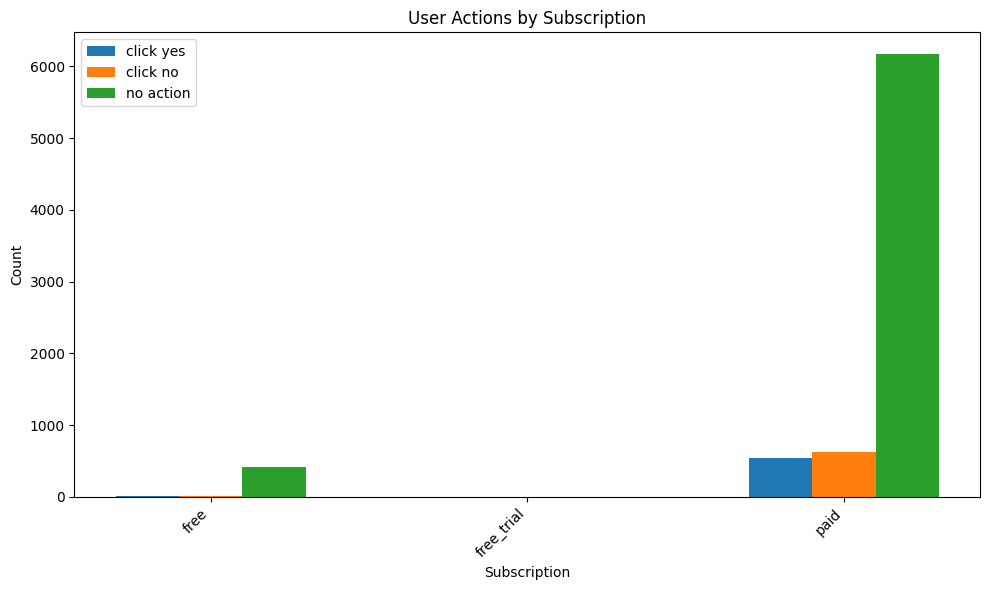 User Actions by Subscription
click yes
click no
no action
6000
5000
4000
3000
2000
1000
0
Count
free
free_trial
paid
Subscription